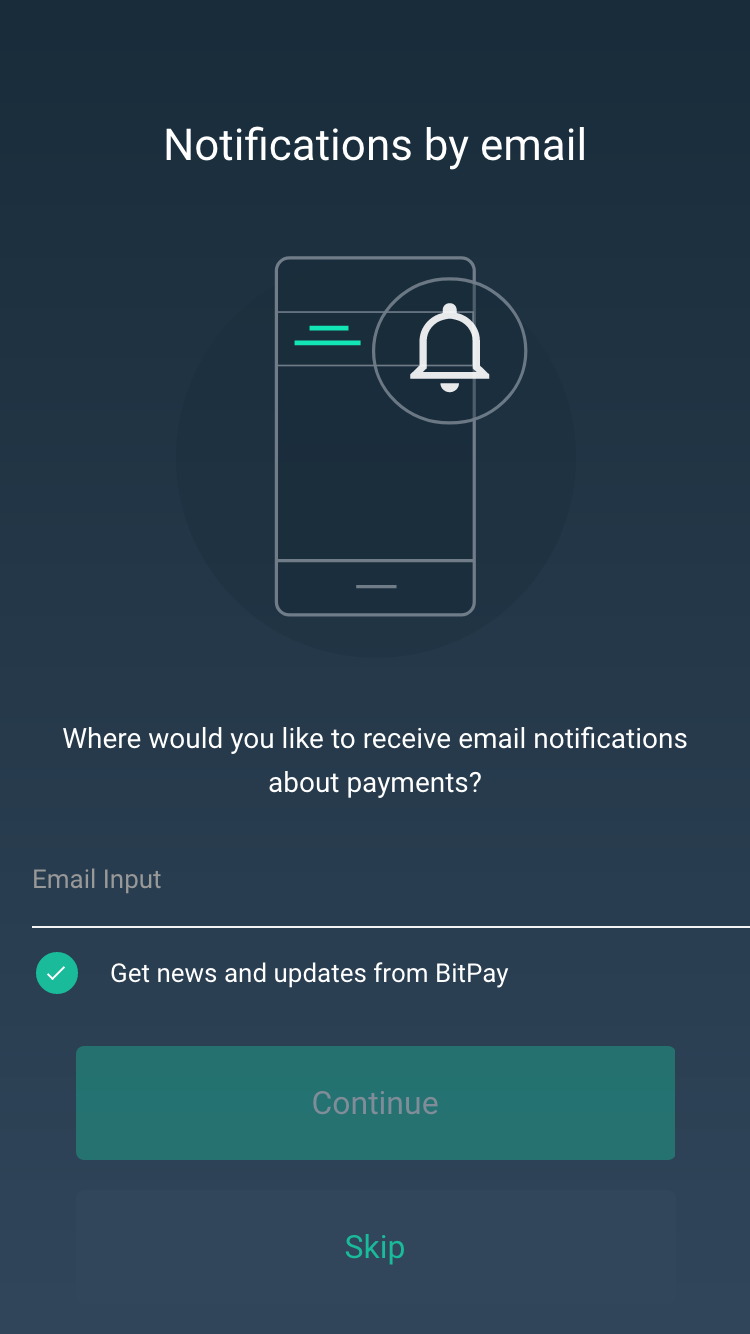 Notifications by email
Where would you like to receive email notifications
about payments?
Email Input
Get news and updates from BitPay
Continue
Skip